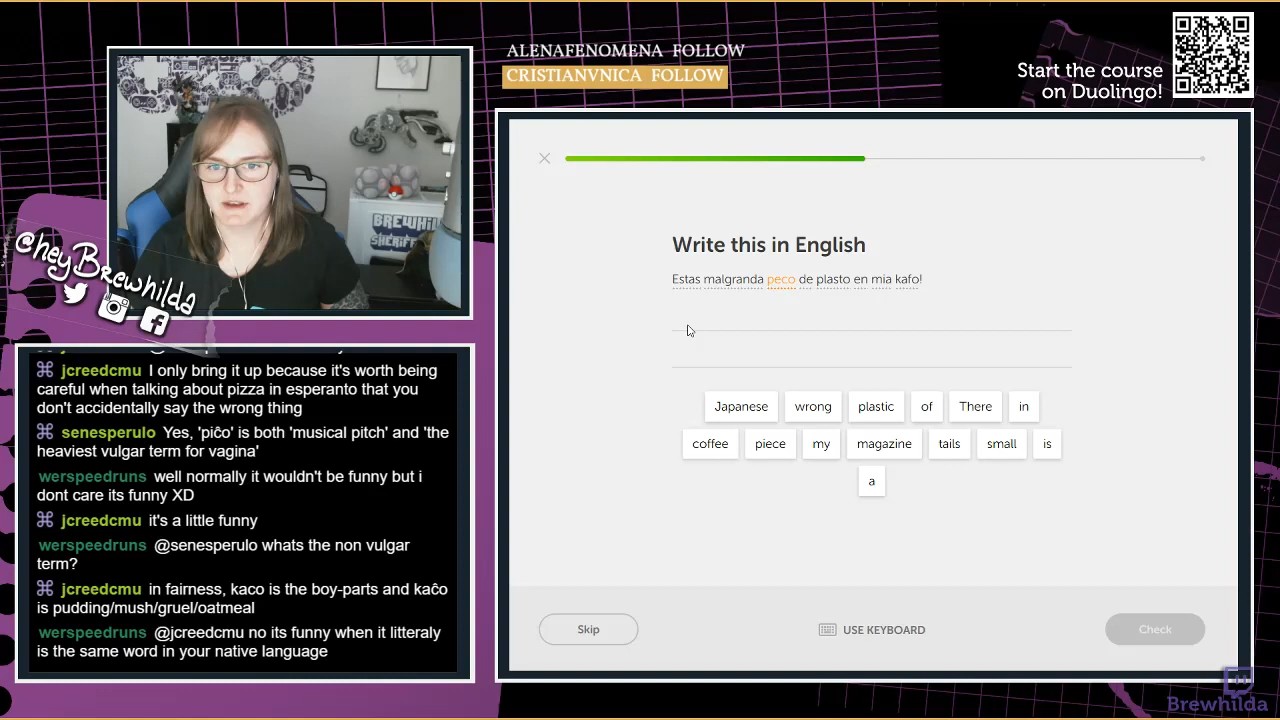 ALENAFENOMENA FOLLOW
CRISTIANVNICA FOLLOW
Start the course
on Duolingo!
@heyBrewhilda
BREWHIL
SHERIFF
jcreedcmu I only bring it up because it's worth being
careful when talking about pizza in esperanto that you
don't accidentally say the wrong thing
senesperulo Yes, 'piĉo' is both 'musical pitch' and 'the
heaviest vulgar term for vagina'
werspeedruns well normally it wouldn't be funny but i
dont care its funny XD
jcreedcmu it's a little funny
werspeedruns @senesperulo whats the non vulgar
term?
jcreedcmu in fairness, kaco is the boy-parts and kaĉo
is pudding/mush/gruel/oatmeal
werspeedruns @jcreedcmu no its funny when it litteraly
is the same word in your native language
Write this in English
Estas malgranda peco de plasto en mia kafo!
Japanese wrong plastic of There in
coffee piece my magazine tails small is
a
Skip
USE KEYBOARD
Check
Brewhilda